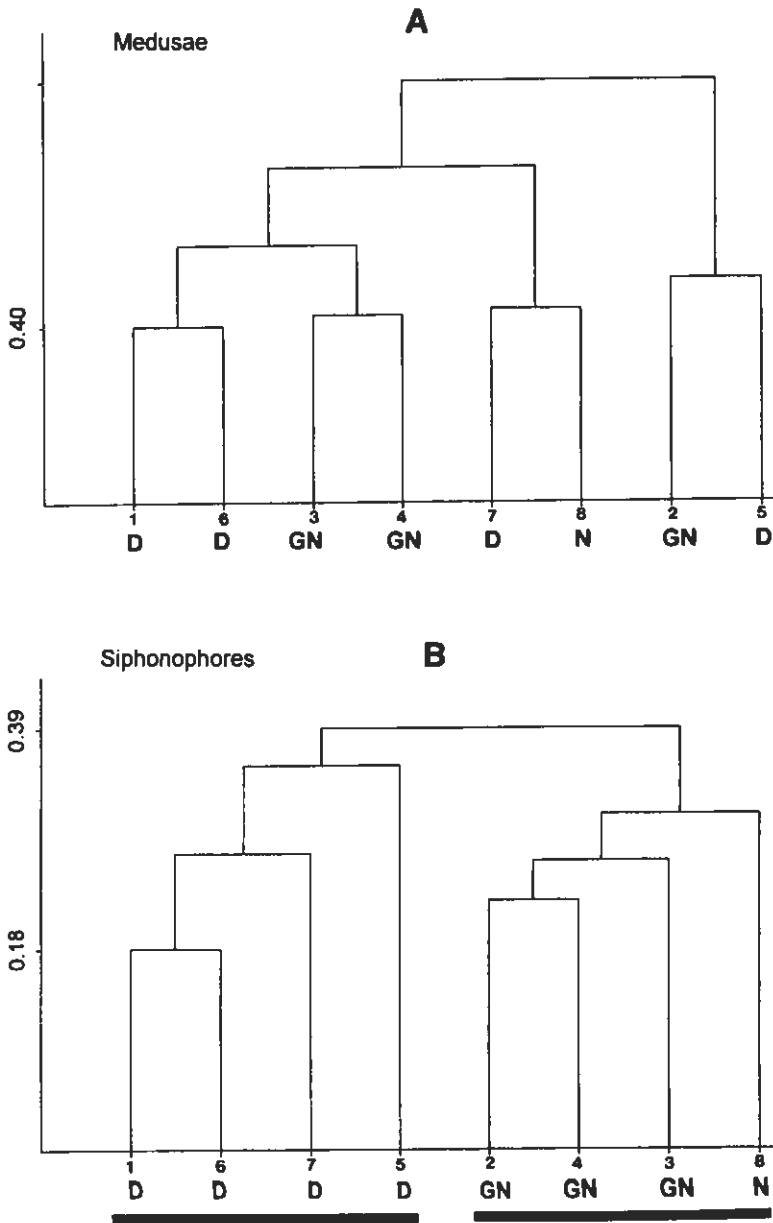 A
Medusae
0.40
1 6 3 4 7 8 2 5
D D GN GN D N GN D
Siphonophores B
0.39
0.18
1 6 7 5 2 4 3 8
D D D D GN GN GN N